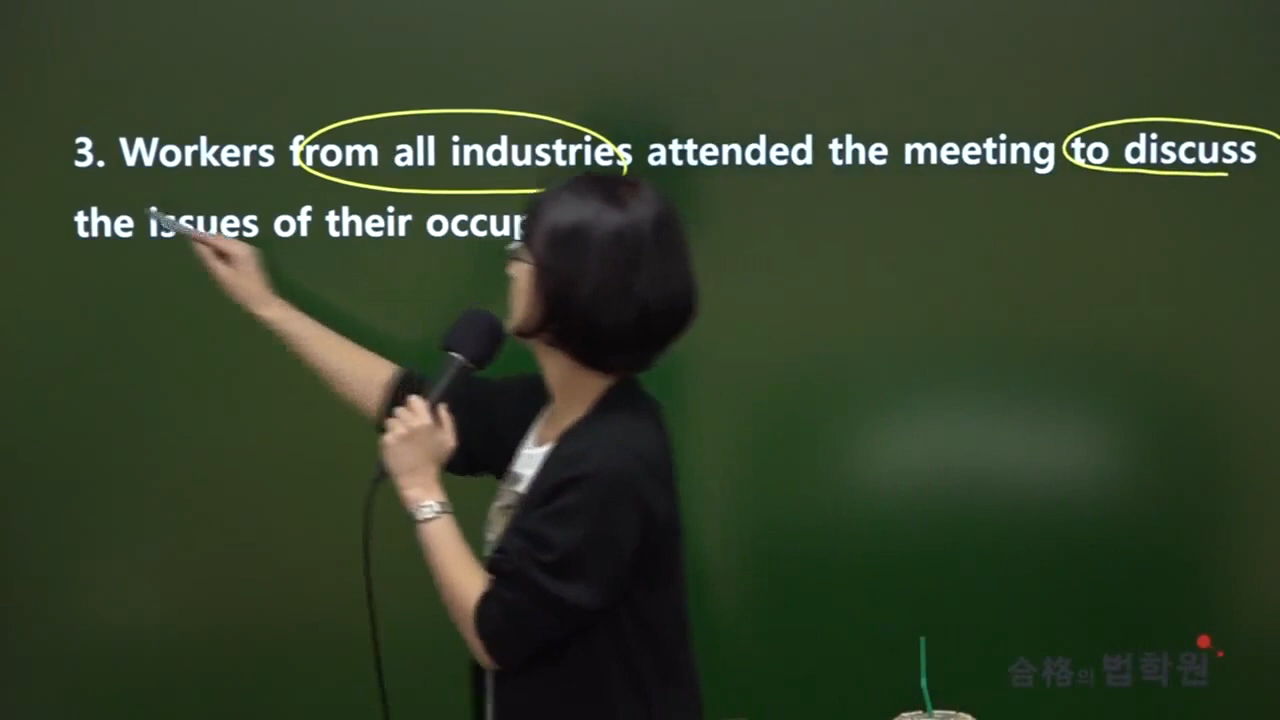 3. Workers from all industries attended the meeting to discuss
the issues of their
合格의 법학원